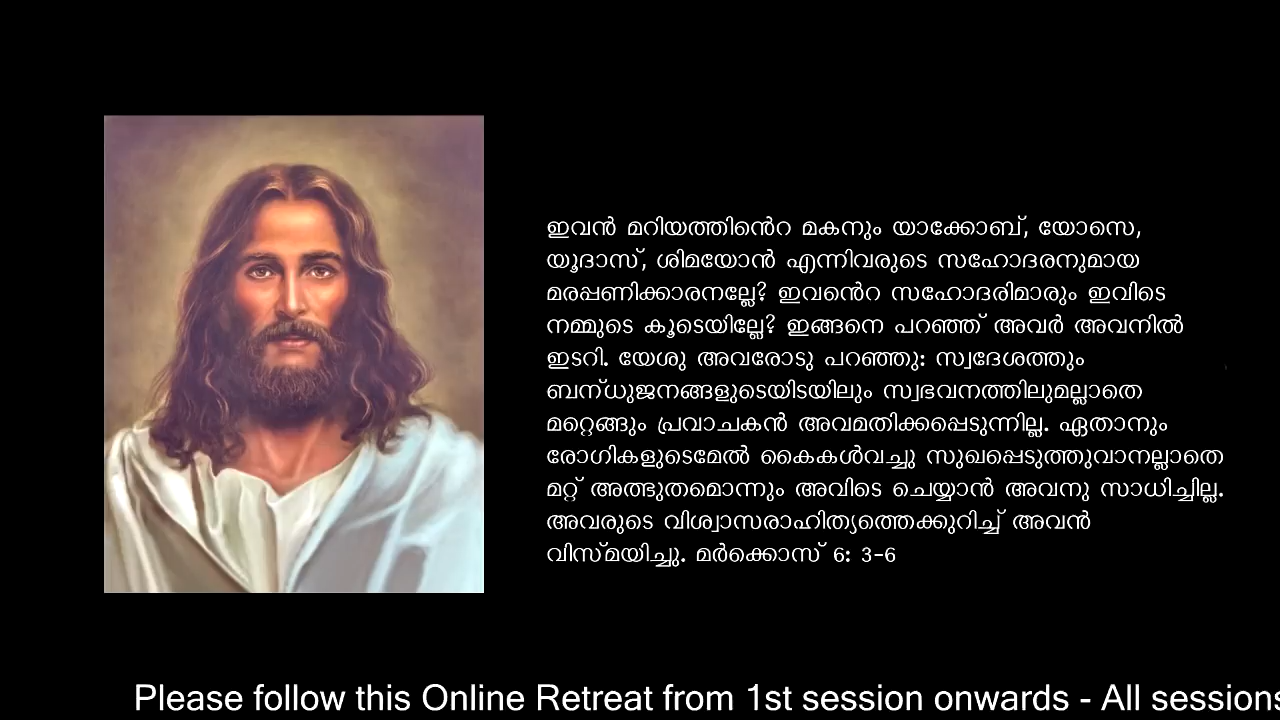 ഇവൻ മറിയത്തിൻെറ മകനും യാക്കോബ്, യോസെ,
യൂദാസ്, ശിമയോൻ എന്നിവരുടെ സഹോദരനുമായ
മരപ്പണിക്കാരനല്ലേ? ഇവൻെറ സഹോദരിമാരും ഇവിടെ
നമ്മുടെ കൂടെയില്ലേ? ഇങ്ങനെ പറഞ്ഞ് അവർ അവനിൽ
ഇടറി. യേശു അവരോടു പറഞ്ഞു: സ്വദേശത്തും
ബന്ധുജനങ്ങളുടെയിടയിലും സ്വഭവനത്തിലുമല്ലാതെ
മറ്റെങ്ങും പ്രവാചകൻ അവമതിക്കപ്പെടുന്നില്ല. ഏതാനും
രോഗികളുടെമേൽ കൈകൾവച്ചു സുഖപ്പെടുത്തുവാനല്ലാതെ
മറ്റ് അത്ഭുതമൊന്നും അവിടെ ചെയ്യാൻ അവനു സാധിച്ചില്ല.
അവരുടെ വിശ്വാസരാഹിത്യത്തെക്കുറിച്ച് അവൻ
വിസ്മയിച്ചു. മർക്കൊസ് 6: 3-6
Please follow this Online Retreat from 1st session onwards - All sessions